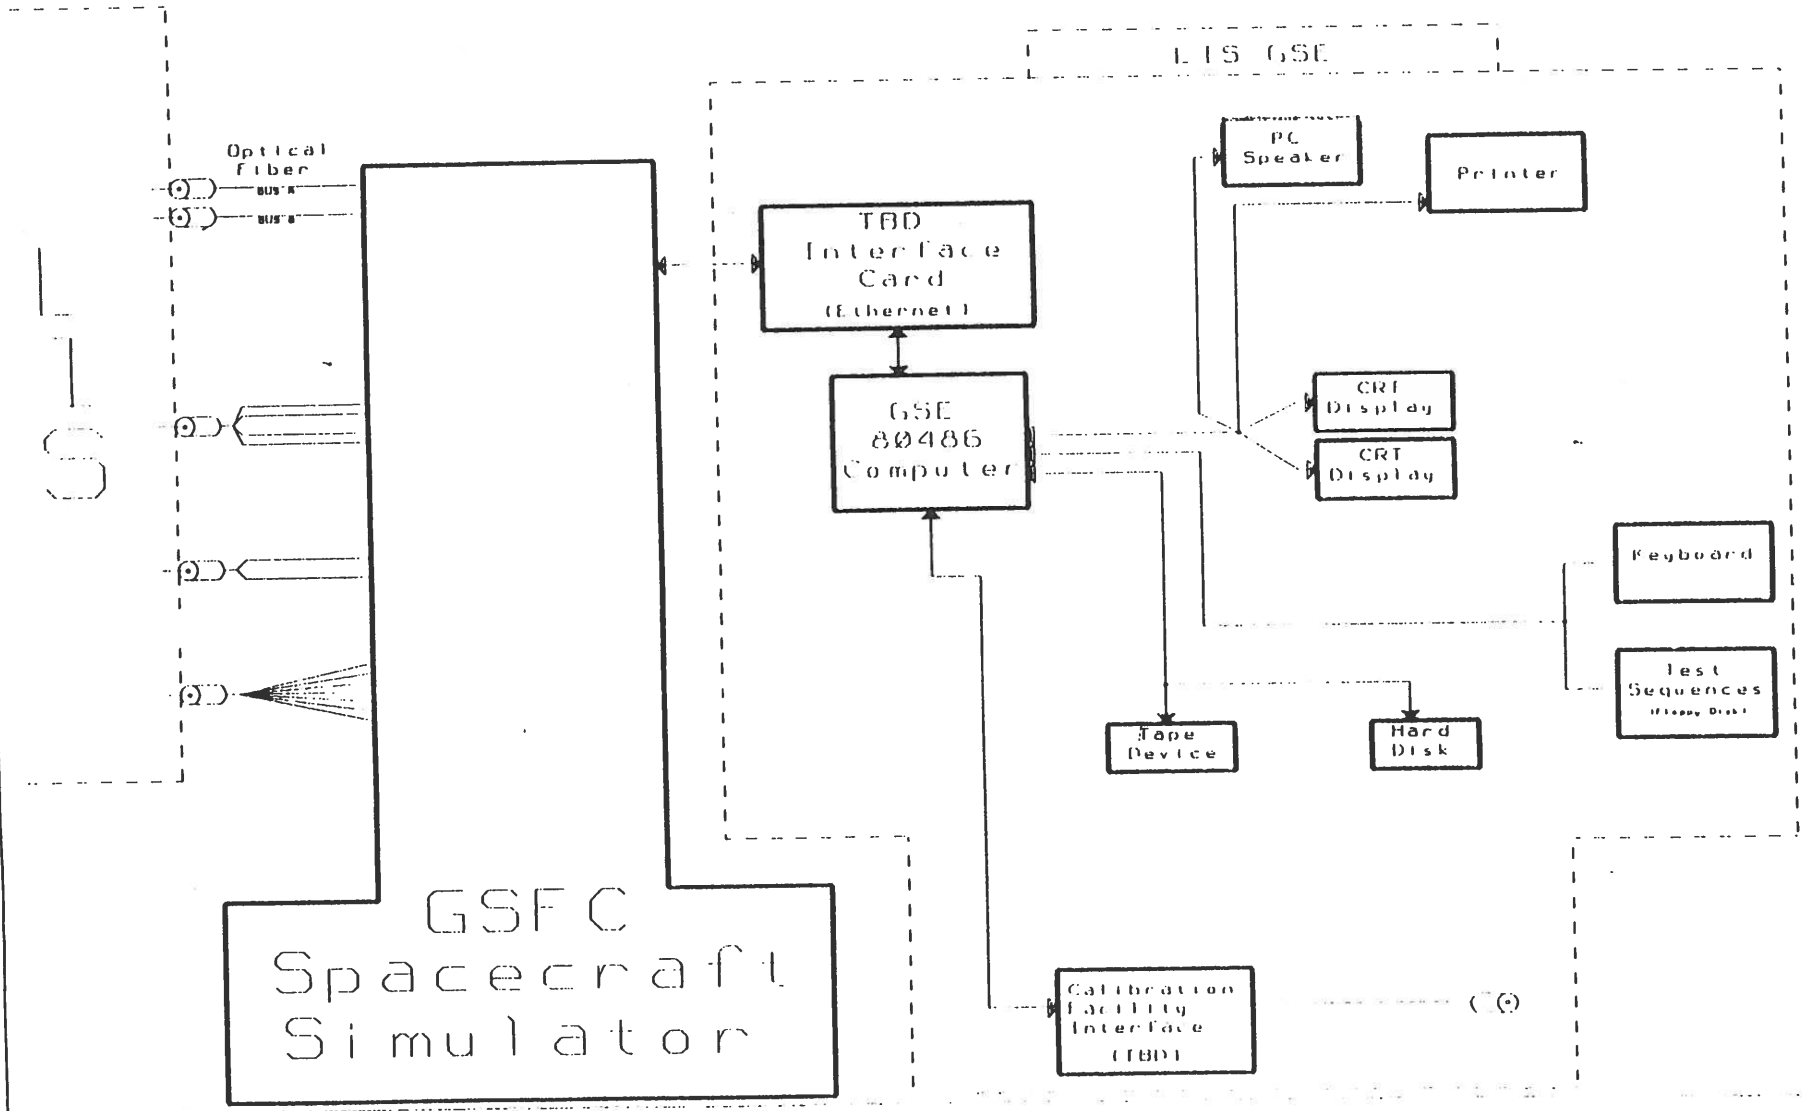 LIS GSE
Optical
Fiber
BUS A
BUS B
LIS
TBD
Interface
Card
(Ethernet)
GSE
80486
Computer
PC
Speaker
Printer
CRT
Display
CRT
Display
Keyboard
Test
Sequences
(Floppy Disk)
Tape
Device
Hard
Disk
GSFC
Spacecraft
Simulator
Calibration
Facility
Interface
(TBD)